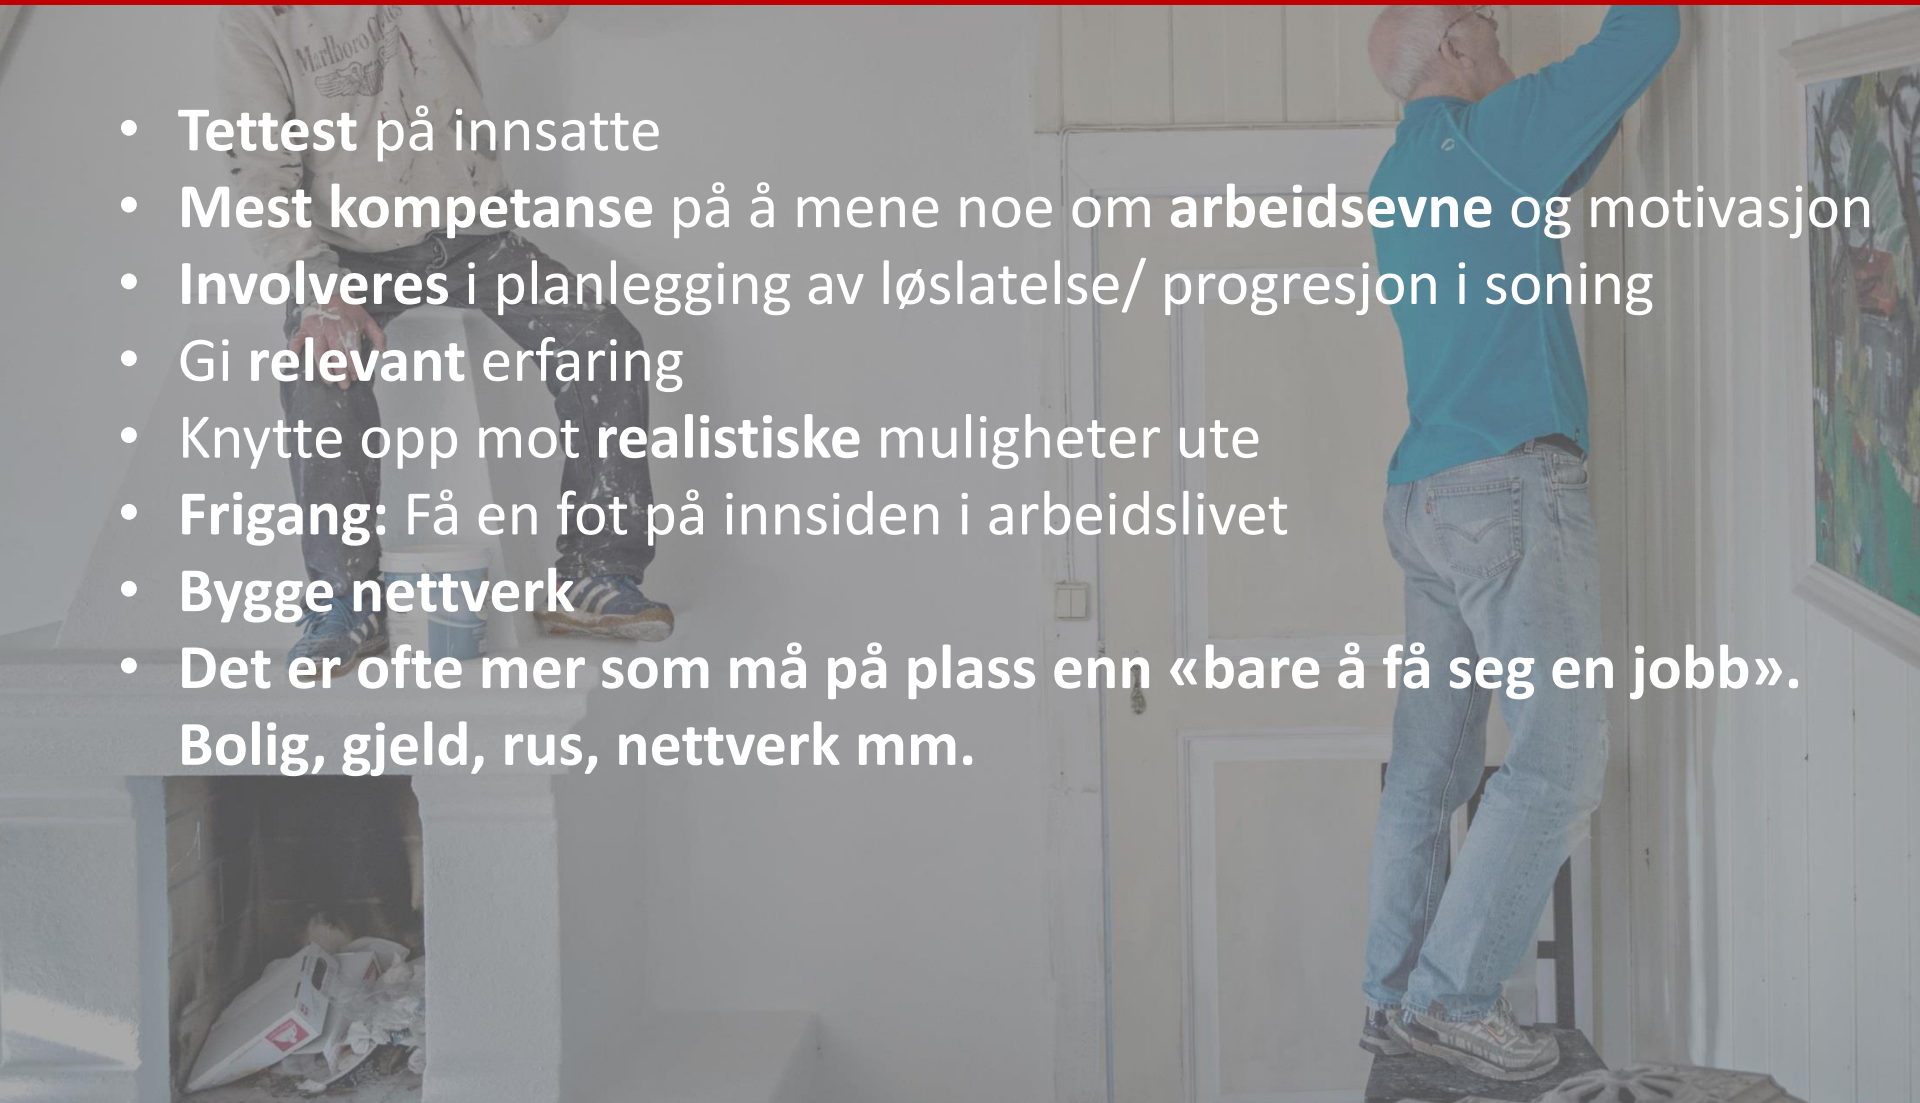 Marlboro
• Tettest på innsatte
• Mest kompetanse på å mene noe om arbeidsevne og motivasjon
• Involveres i planlegging av løslatelse/ progresjon i soning
• Gi relevant erfaring
• Knytte opp mot realistiske muligheter ute
• Frigang: Få en fot på innsiden i arbeidslivet
• Bygge nettverk
• Det er ofte mer som må på plass enn «bare å få seg en jobb».
Bolig, gjeld, rus, nettverk mm.